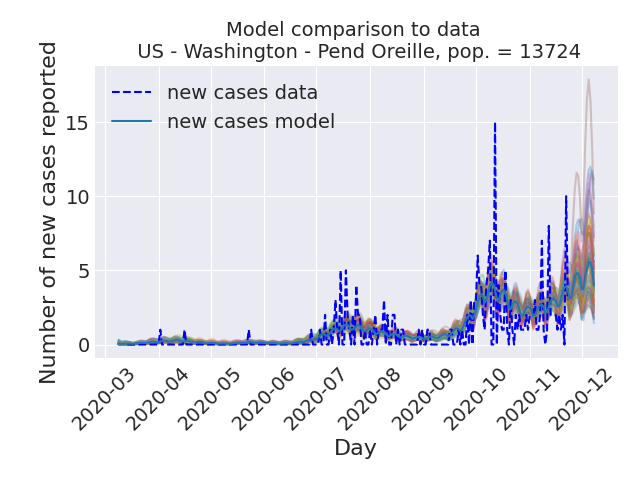 Model comparison to data
US - Washington - Pend Oreille, pop. = 13724
new cases data
new cases model
Number of new cases reported
15
10
5
0
2020-03
2020-04
2020-05
2020-06
2020-07
2020-08
2020-09
2020-10
2020-11
2020-12
Day